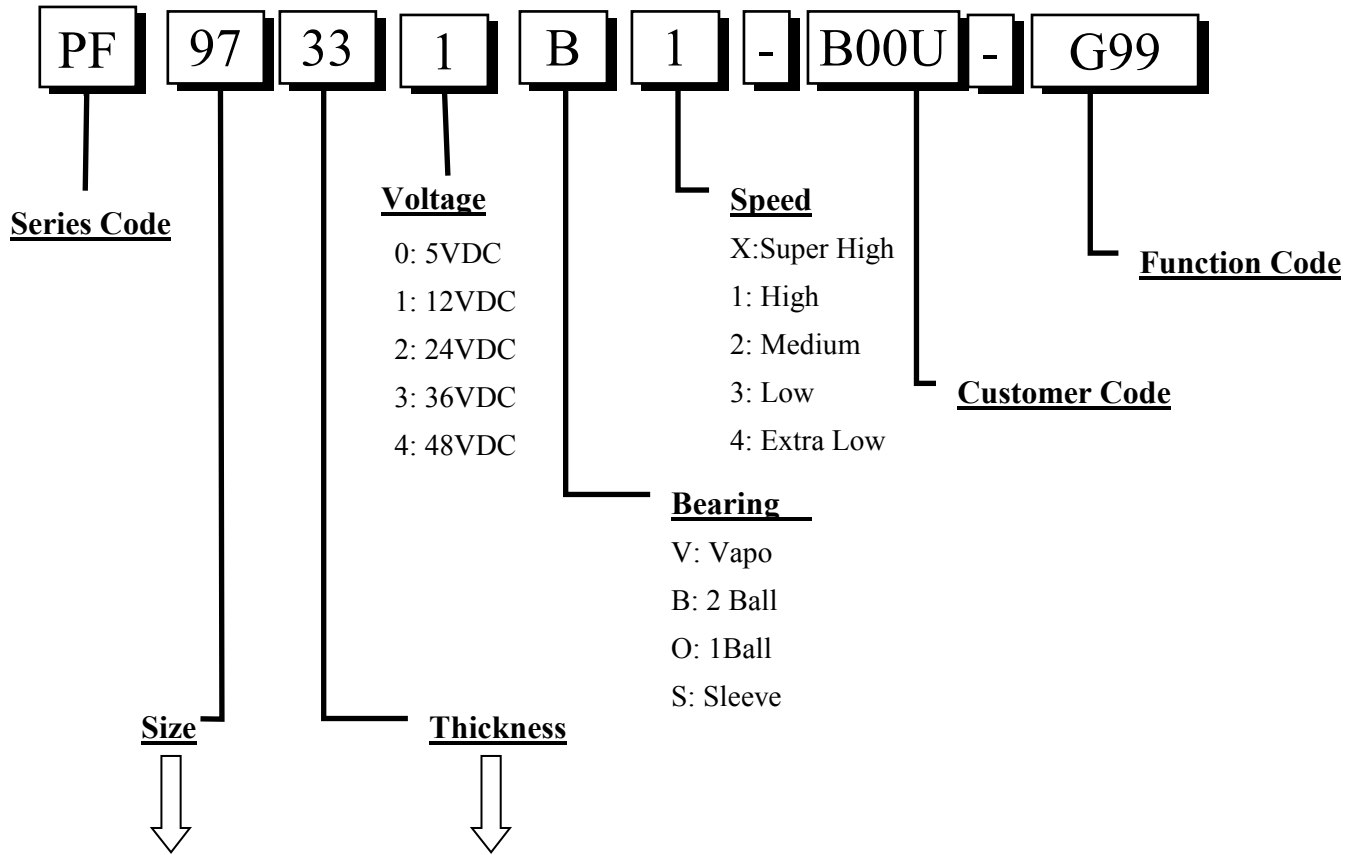 PF 97 33 1 B 1 - B00U - G99
Series Code
Voltage
0: 5VDC
1: 12VDC
2: 24VDC
3: 36VDC
4: 48VDC
Speed
X:Super High
1: High
2: Medium
3: Low
4: Extra Low
Function Code
Customer Code
Bearing
V: Vapo
B: 2 Ball
O: 1Ball
S: Sleeve
Size
Thickness